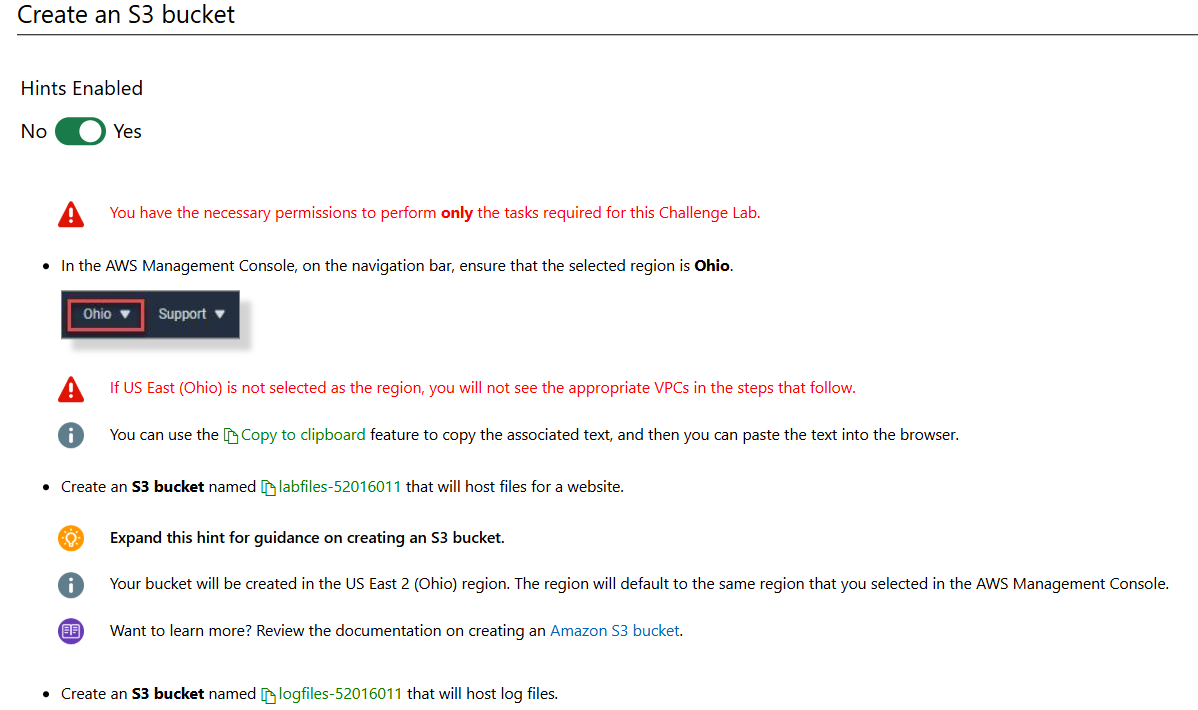 Create an S3 bucket
Hints Enabled
No Yes
You have the necessary permissions to perform only the tasks required for this Challenge Lab.
In the AWS Management Console, on the navigation bar, ensure that the selected region is Ohio.
Ohio ▼ Support ▼
If US East (Ohio) is not selected as the region, you will not see the appropriate VPCs in the steps that follow.
You can use the Copy to clipboard feature to copy the associated text, and then you can paste the text into the browser.
Create an S3 bucket named labfiles-52016011 that will host files for a website.
Expand this hint for guidance on creating an S3 bucket.
Your bucket will be created in the US East 2 (Ohio) region. The region will default to the same region that you selected in the AWS Management Console.
Want to learn more? Review the documentation on creating an Amazon S3 bucket.
Create an S3 bucket named logfiles-52016011 that will host log files.